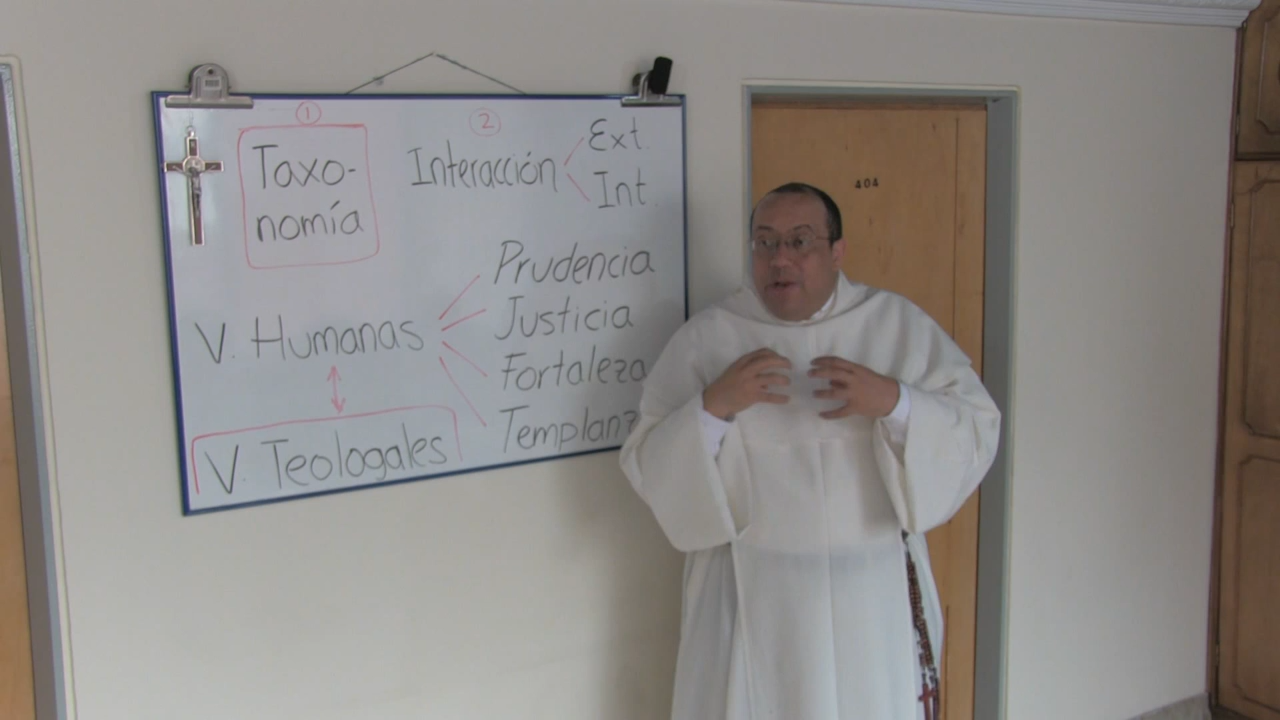 1
Taxo-
nomía
2
Interacción
Ext.
Int.
V. Humanas
Prudencia
Justicia
Fortaleza
Templanz
V. Teologales
404